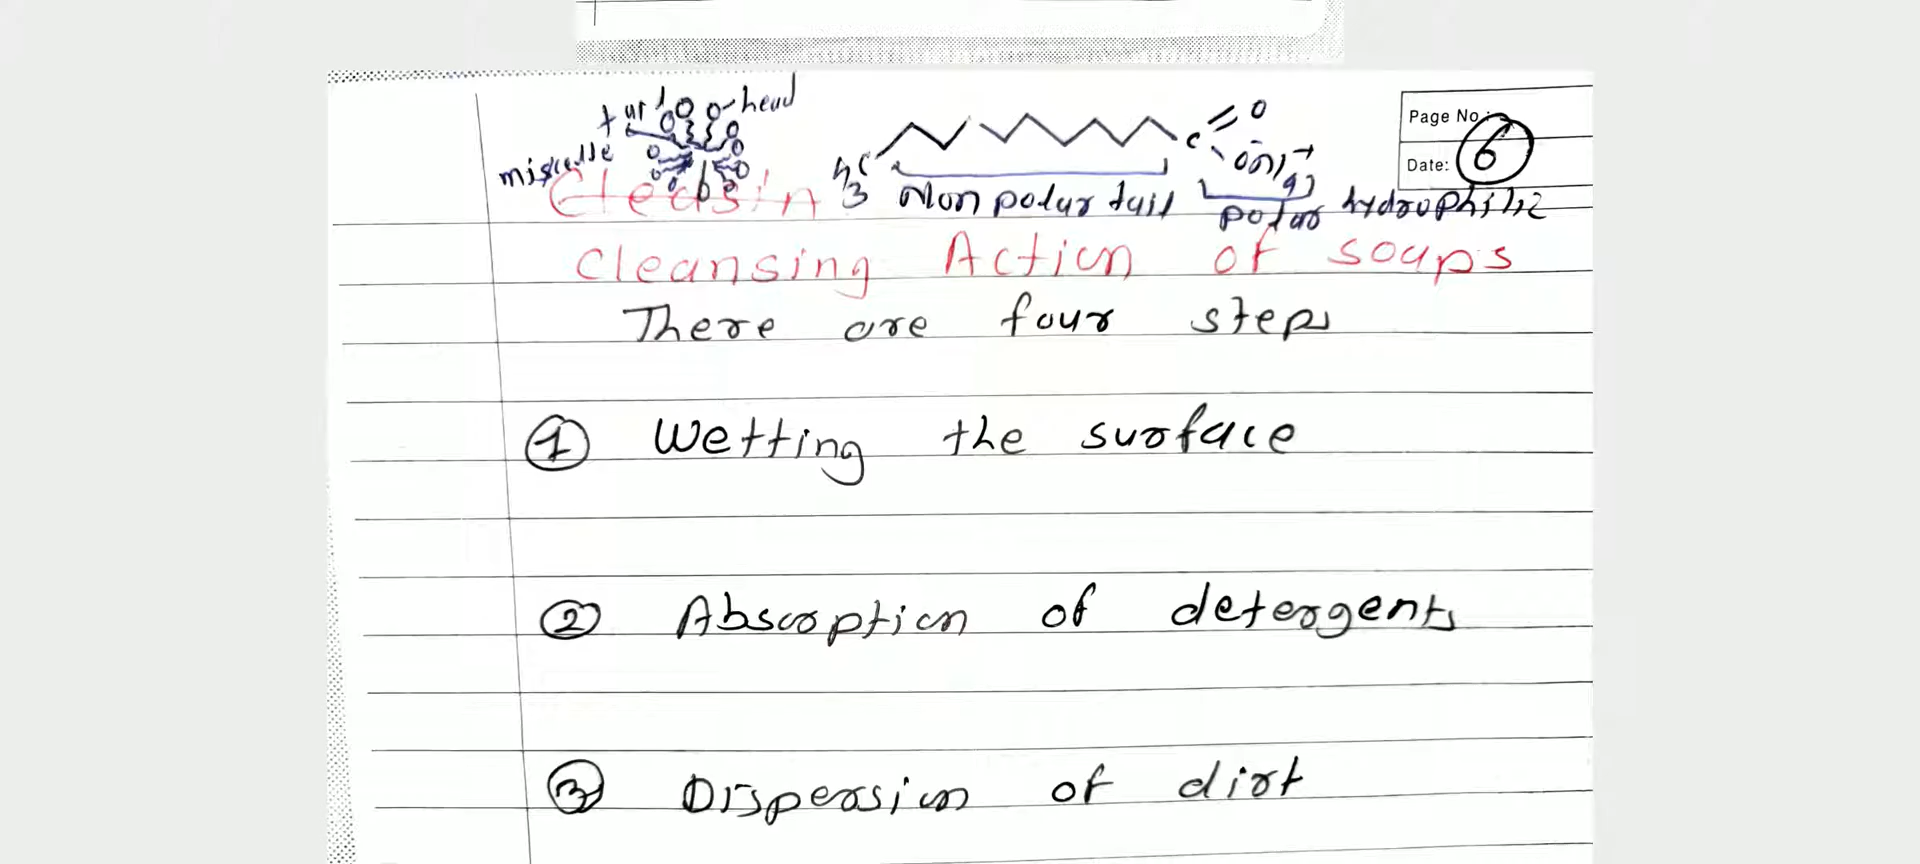 head
miscelle
H3C
C
O
Non polar tail
polar hydrophilic
Page No.:
6
Date:
Cleasin
Cleansing Action of soaps
There are four steps
1 Wetting the surface
2 Absorption of detergents
3 Dispersion of dirt